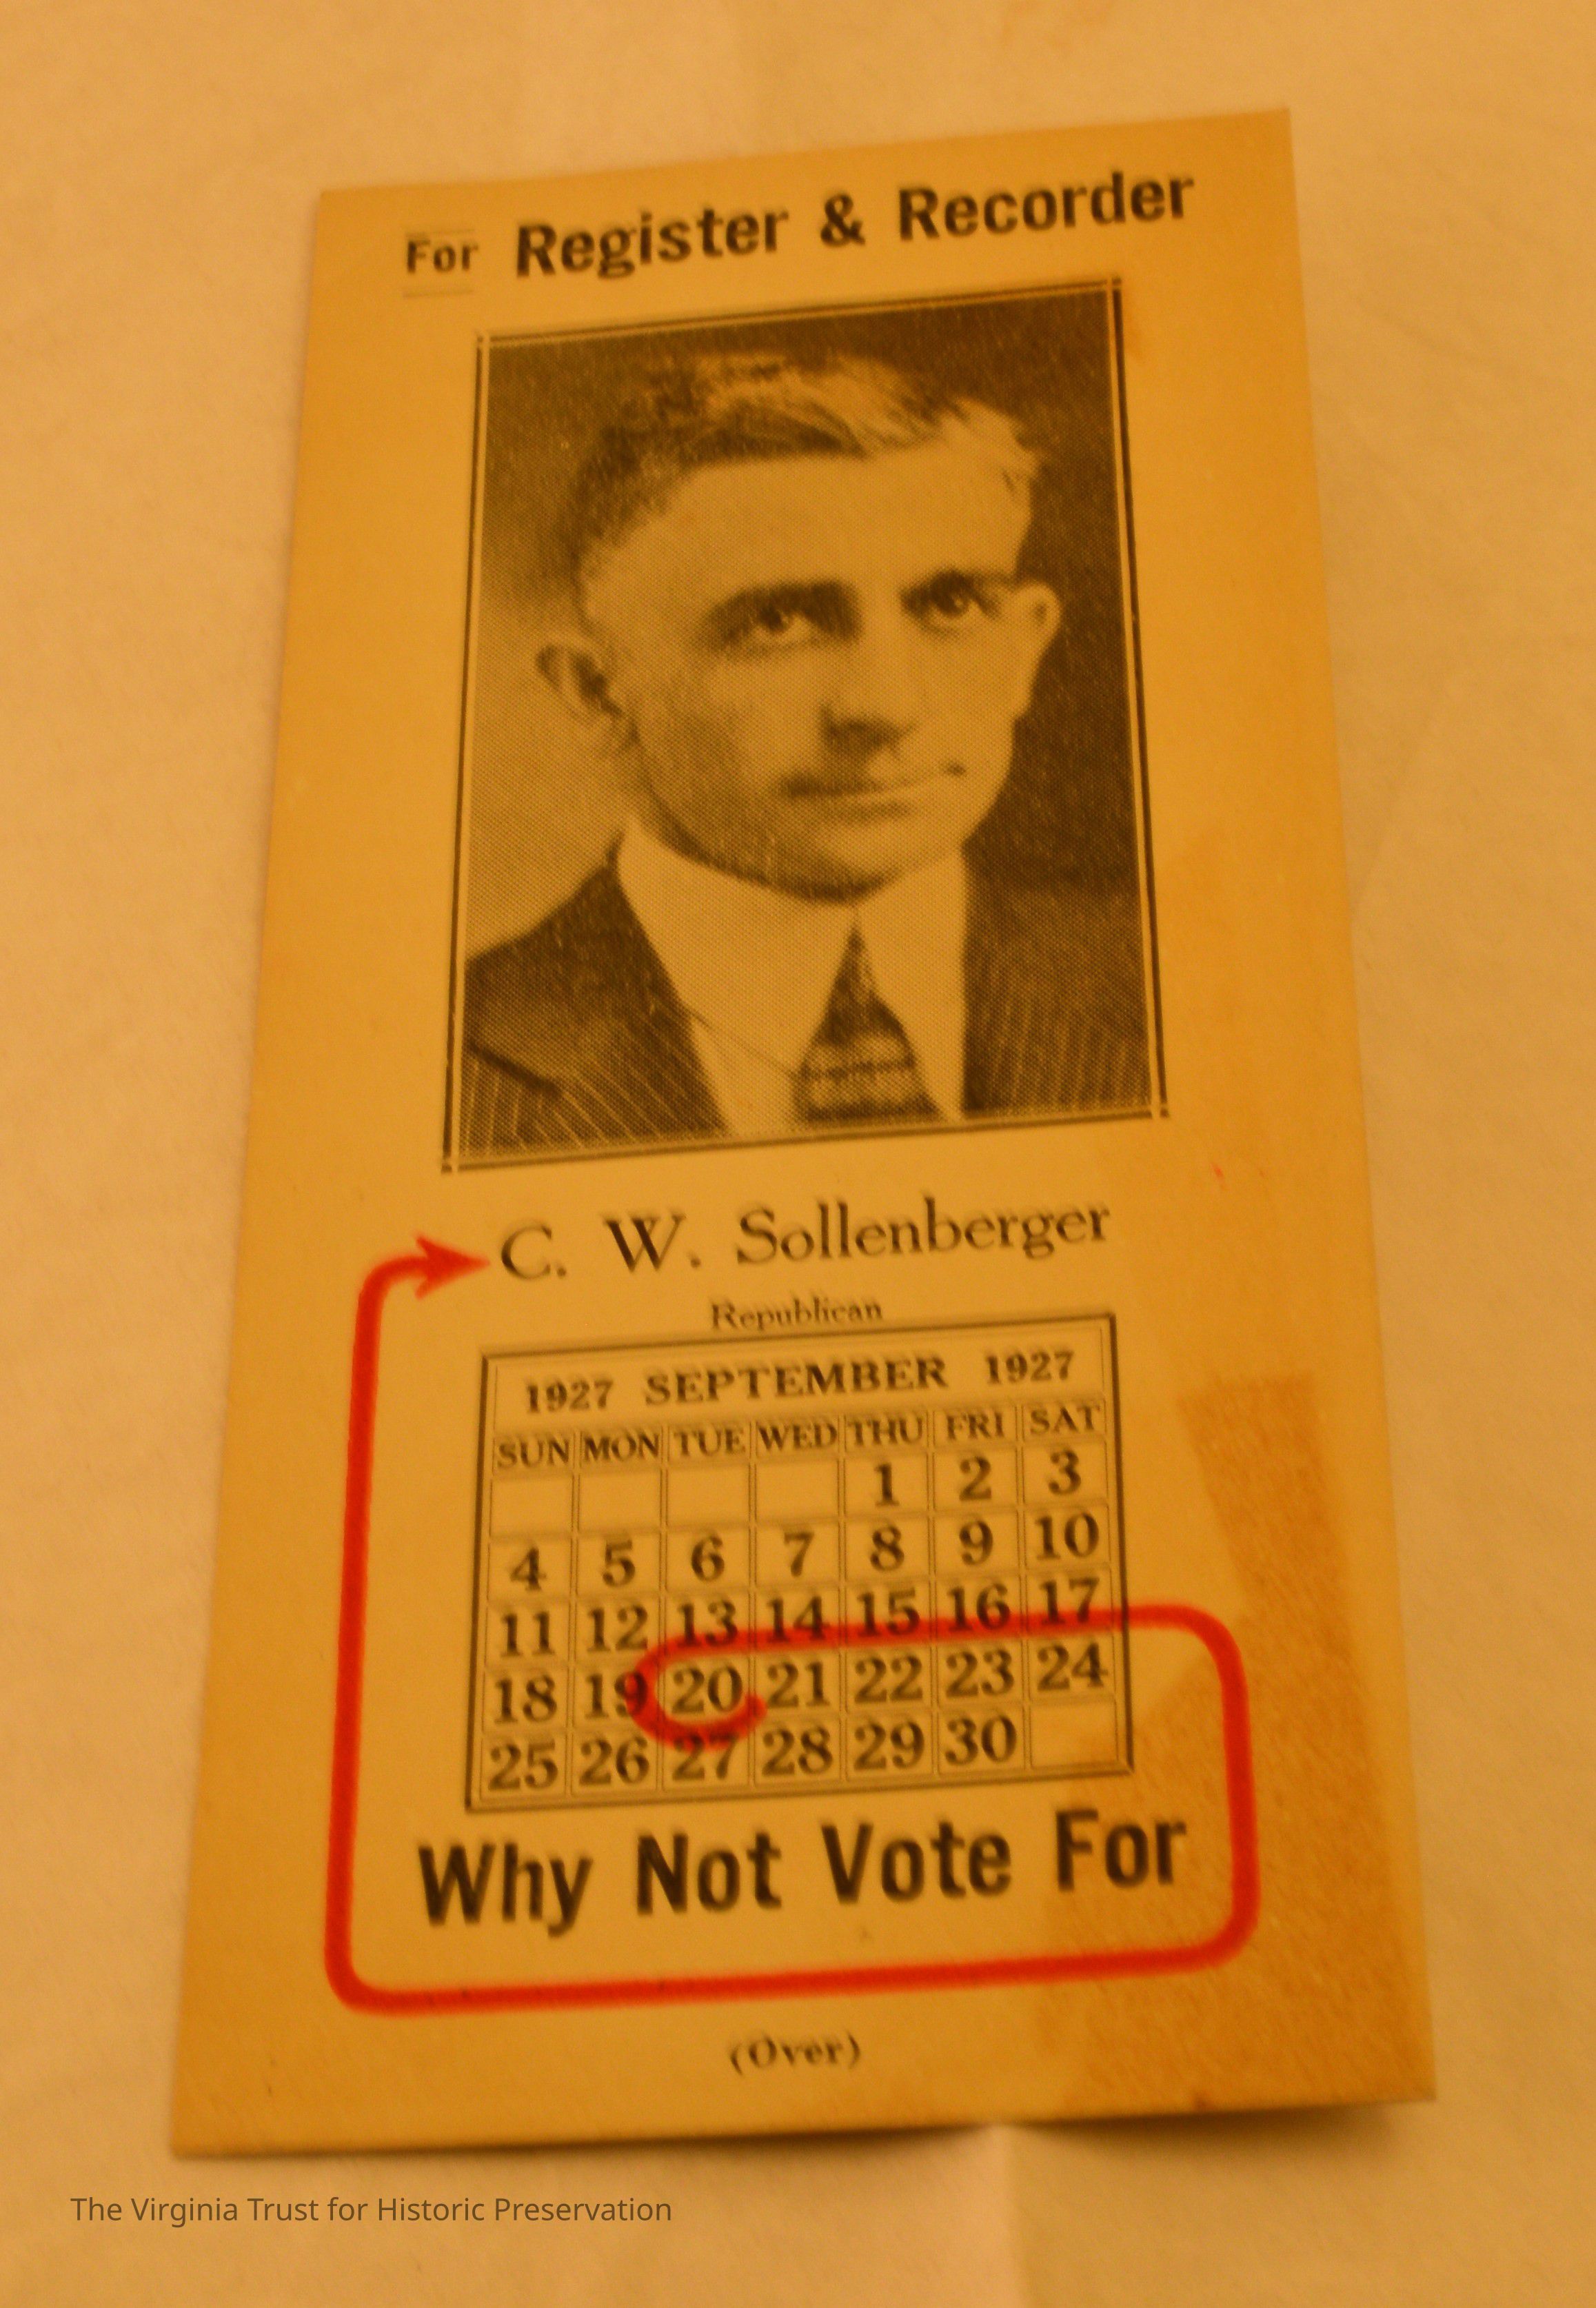 For Register & Recorder
C. W. Sollenberger
Republican
1927 SEPTEMBER 1927
SUN MON TUE WED THU FRI SAT
1 2 3
4 5 6 7 8 9 10
11 12 13 14 15 16 17
18 19 20 21 22 23 24
25 26 27 28 29 30
Why Not Vote For
(Over)
The Virginia Trust for Historic Preservation